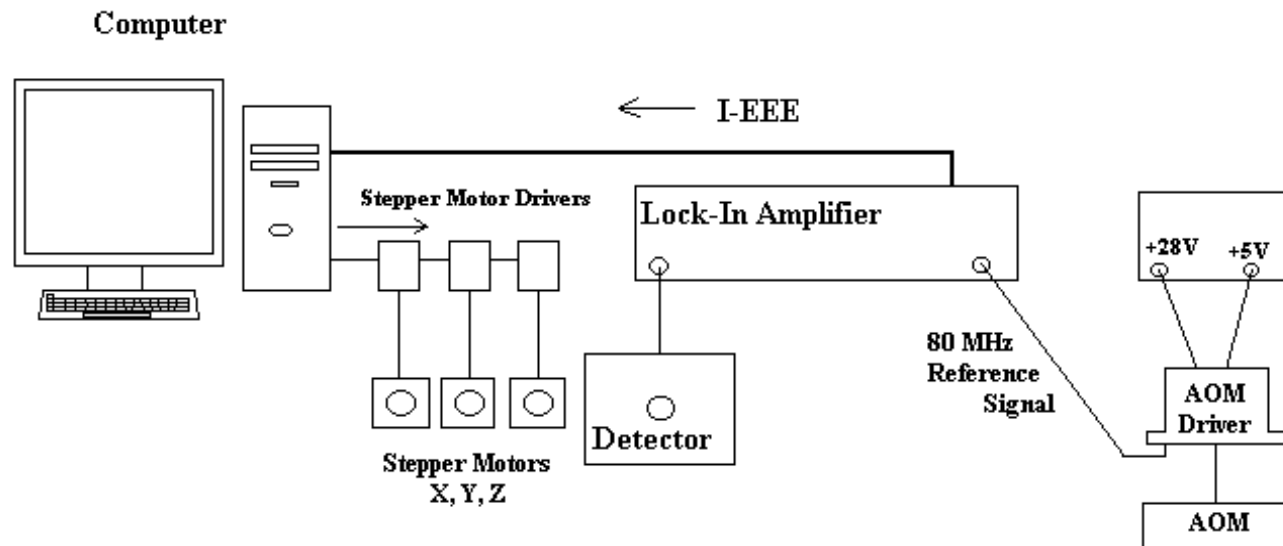 Computer
I-EEE
Stepper Motor Drivers
Lock-In Amplifier
+28V
+5V
80 MHz
Reference
Signal
AOM
Driver
Detector
Stepper Motors
X, Y, Z
AOM